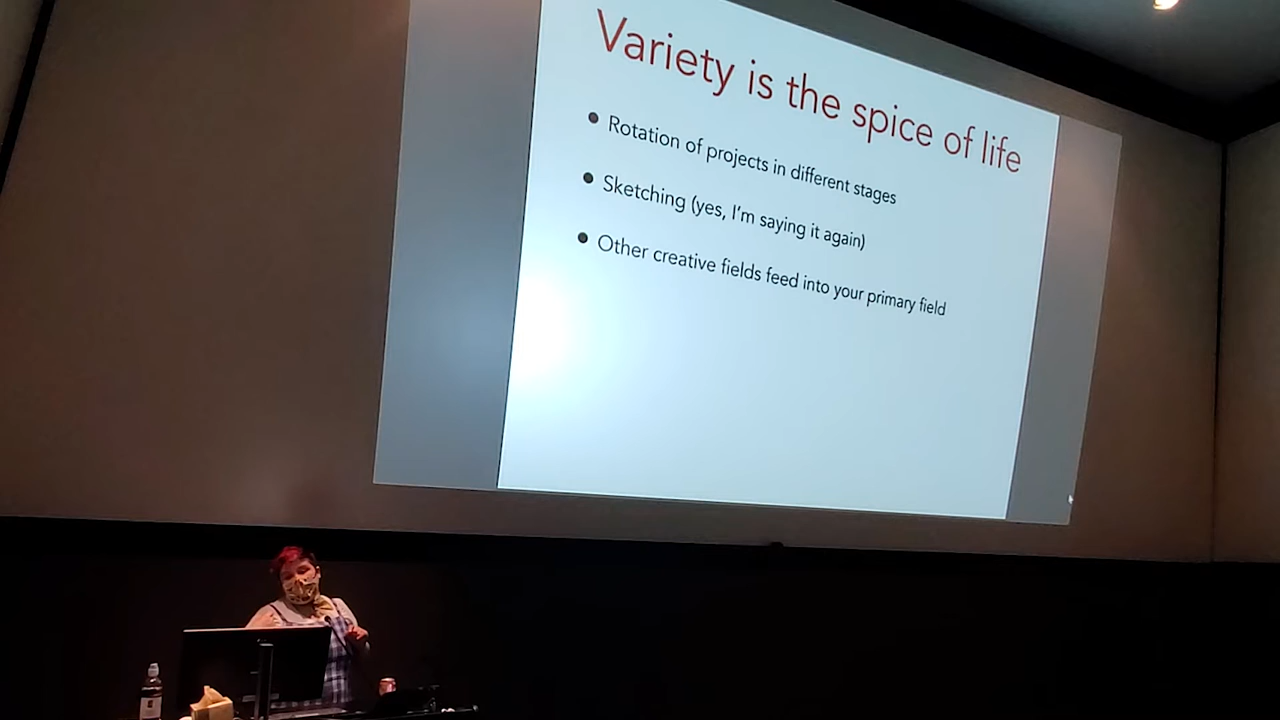 Variety is the spice of life
Rotation of projects in different stages
Sketching (yes, I'm saying it again)
Other creative fields feed into your primary field